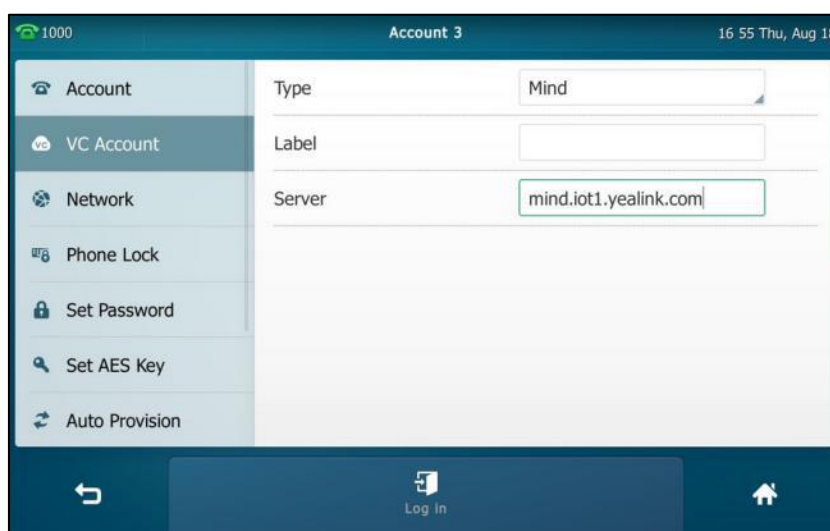 1000 Account 3 16 55 Thu, Aug 18
Account
Type Mind
VC Account
Label
Network
Server mind.iot1.yealink.com
Phone Lock
Set Password
Set AES Key
Auto Provision
Log In